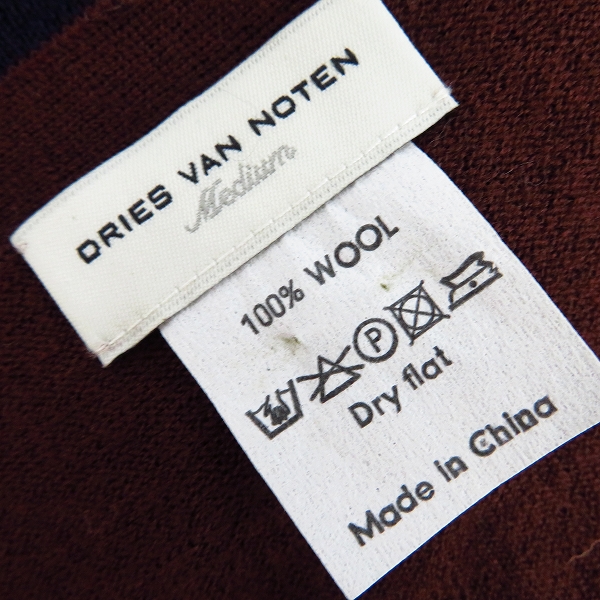 DRIES VAN NOTEN
Medium
100% WOOL
P
Dry flat
Made in China